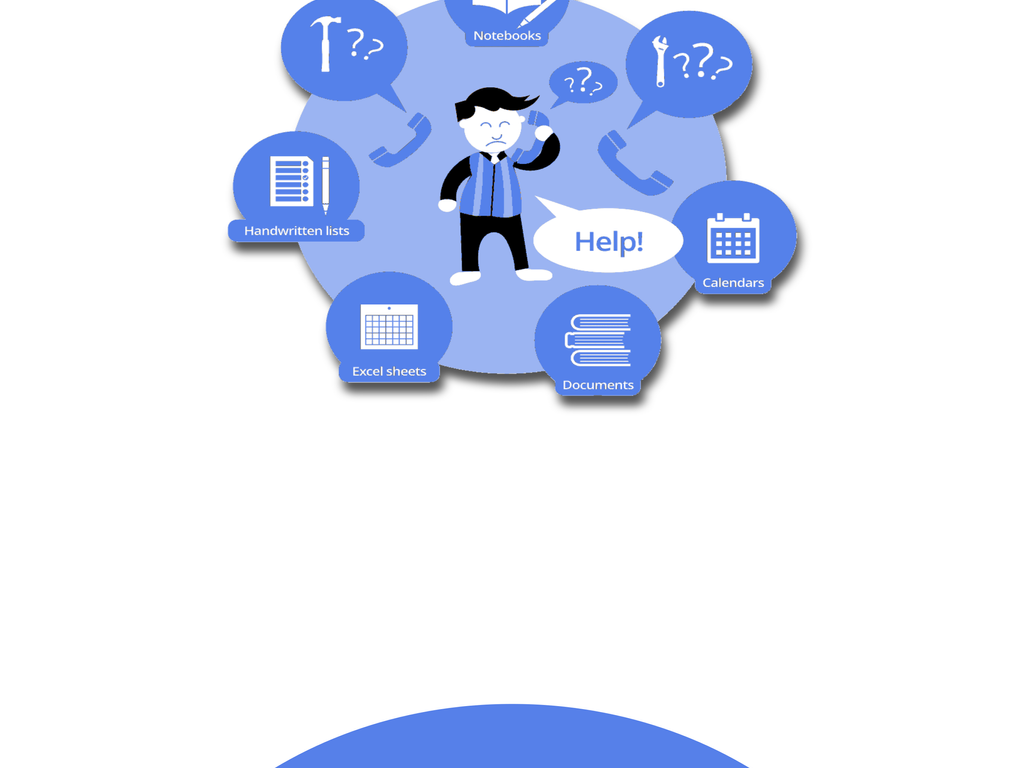 Notebooks
??
???
???
Handwritten lists
Help!
Calendars
Excel sheets
Documents